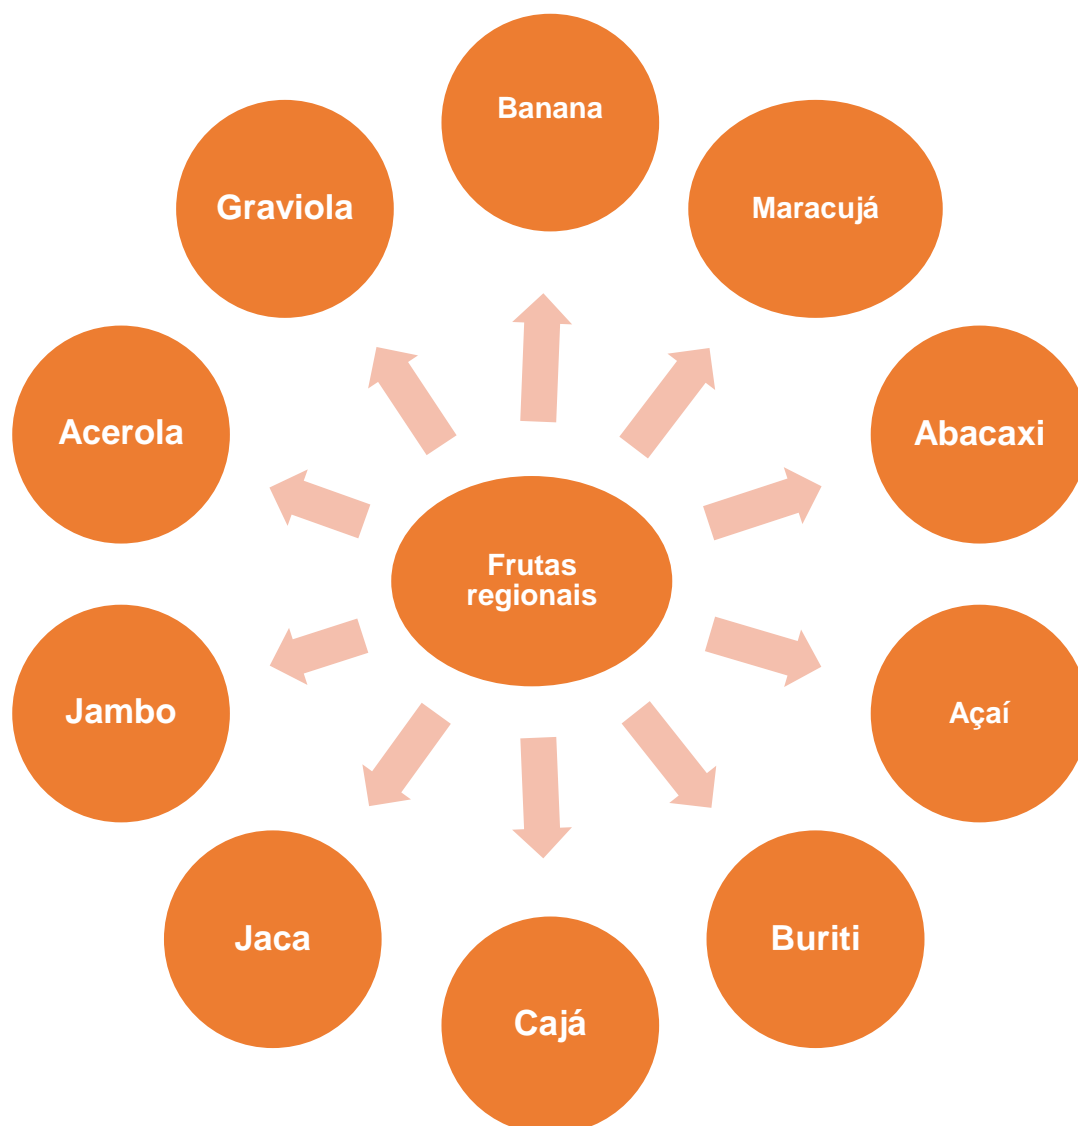 Banana
Graviola
Maracujá
Acerola
Abacaxi
Frutas
regionais
Jambo
Açaí
Jaca
Buriti
Cajá